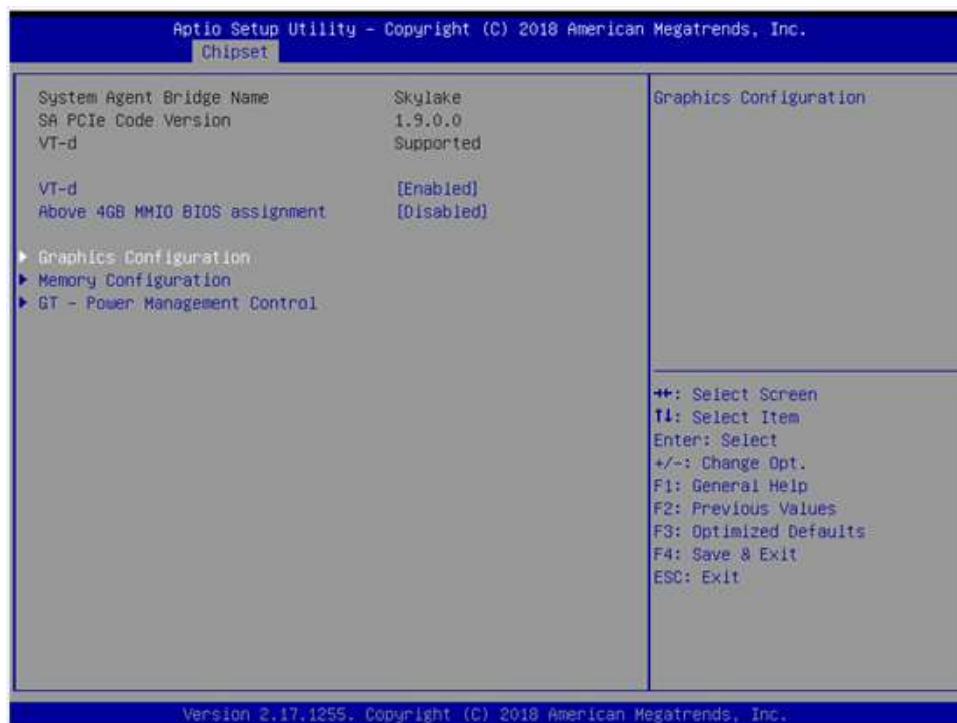 Aptio Setup Utility – Copyright (C) 2018 American Megatrends, Inc.
Chipset
System Agent Bridge Name Skylake
SA PCIe Code Version 1.9.0.0
VT-d Supported
VT-d [Enabled]
Above 4GB MMIO BIOS assignment [Disabled]
Graphics Configuration
Memory Configuration
GT – Power Management Control
Graphics Configuration
→←: Select Screen
↑↓: Select Item
Enter: Select
+/-: Change Opt.
F1: General Help
F2: Previous Values
F3: Optimized Defaults
F4: Save & Exit
ESC: Exit
Version 2.17.1255. Copyright (C) 2018 American Megatrends, Inc.